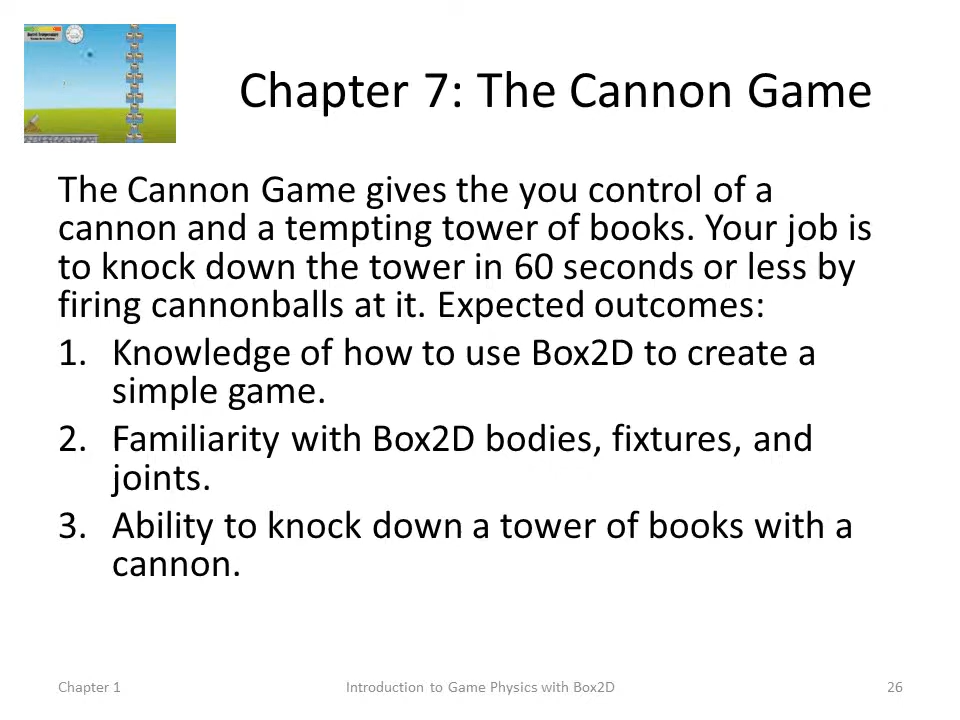 Chapter 7: The Cannon Game
The Cannon Game gives the you control of a
cannon and a tempting tower of books. Your job is
to knock down the tower in 60 seconds or less by
firing cannonballs at it. Expected outcomes:
1. Knowledge of how to use Box2D to create a
simple game.
2. Familiarity with Box2D bodies, fixtures, and
joints.
3. Ability to knock down a tower of books with a
cannon.
Chapter 1
Introduction to Game Physics with Box2D
26